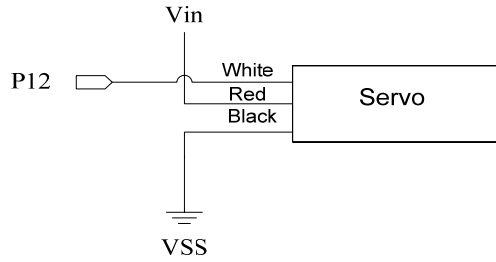 Vin
P12
White
Red
Black
Servo
VSS